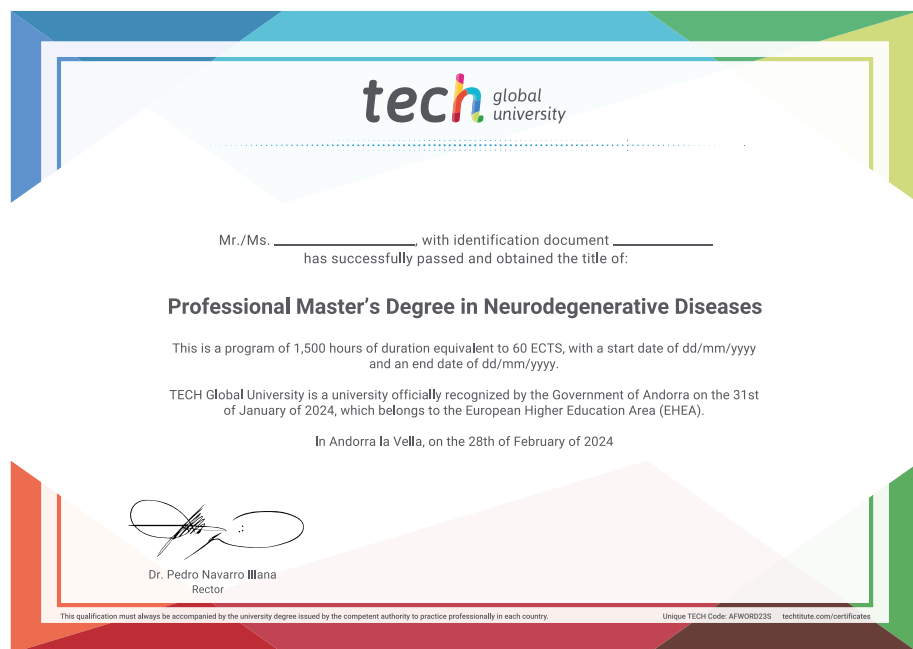 tech global university
Mr./Ms. ______________, with identification document ______________
has successfully passed and obtained the title of:
Professional Master's Degree in Neurodegenerative Diseases
This is a program of 1,500 hours of duration equivalent to 60 ECTS, with a start date of dd/mm/yyyy
and an end date of dd/mm/yyyy.
TECH Global University is a university officially recognized by the Government of Andorra on the 31st
of January of 2024, which belongs to the European Higher Education Area (EHEA).
In Andorra la Vella, on the 28th of February of 2024
Dr. Pedro Navarro Illana
Rector
This qualification must always be accompanied by the university degree issued by the competent authority to practice professionally in each country.
Unique TECH Code: AFWORD23S techtitute.com/certificates